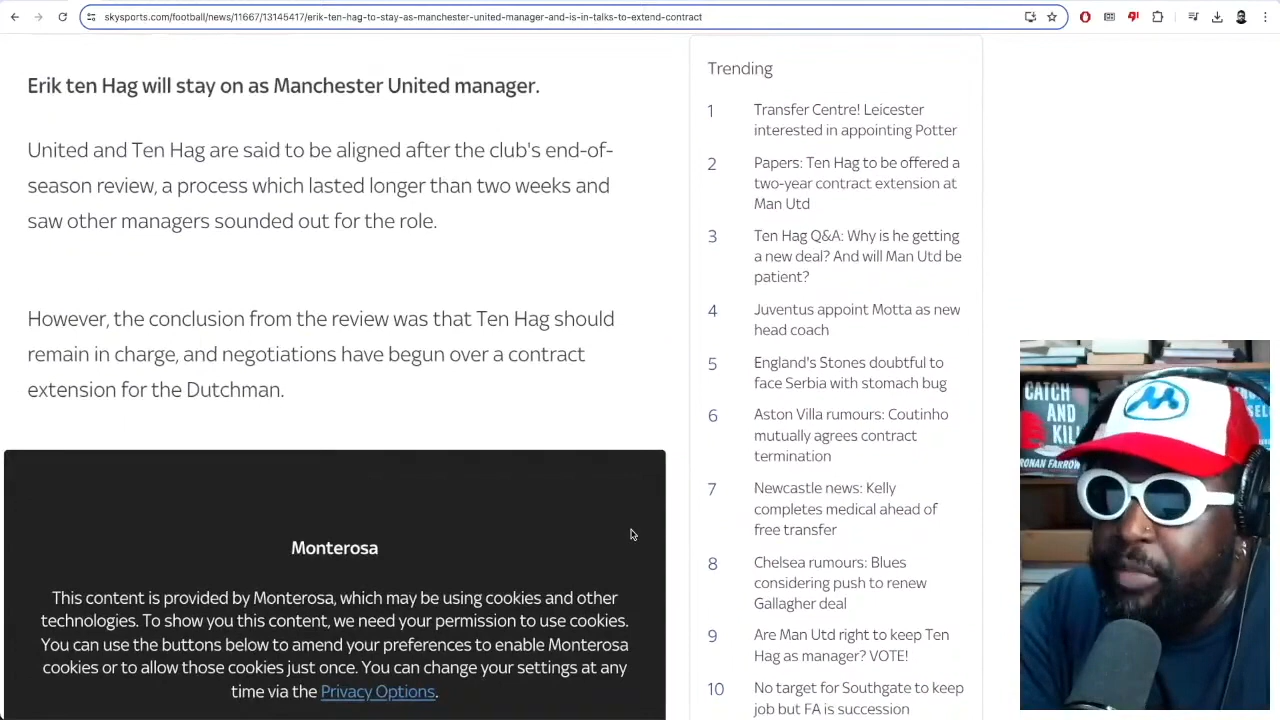 skysports.com/football/news/11667/13145417/erik-ten-hag-to-stay-as-manchester-united-manager-and-is-in-talks-to-extend-contract
Erik ten Hag will stay on as Manchester United manager.
United and Ten Hag are said to be aligned after the club's end-of-
season review, a process which lasted longer than two weeks and
saw other managers sounded out for the role.
However, the conclusion from the review was that Ten Hag should
remain in charge, and negotiations have begun over a contract
extension for the Dutchman.
Monterosa
This content is provided by Monterosa, which may be using cookies and other
technologies. To show you this content, we need your permission to use cookies.
You can use the buttons below to amend your preferences to enable Monterosa
cookies or to allow those cookies just once. You can change your settings at any
time via the Privacy Options.
Trending
1 Transfer Centre! Leicester
interested in appointing Potter
2 Papers: Ten Hag to be offered a
two-year contract extension at
Man Utd
3 Ten Hag Q&A: Why is he getting
a new deal? And will Man Utd be
patient?
4 Juventus appoint Motta as new
head coach
5 England's Stones doubtful to
face Serbia with stomach bug
6 Aston Villa rumours: Coutinho
mutually agrees contract
termination
7 Newcastle news: Kelly
completes medical ahead of
free transfer
8 Chelsea rumours: Blues
considering push to renew
Gallagher deal
9 Are Man Utd right to keep Ten
Hag as manager? VOTE!
10 No target for Southgate to keep
job but FA is succession
CATCH
AND
KILL
RONAN FARROW
M